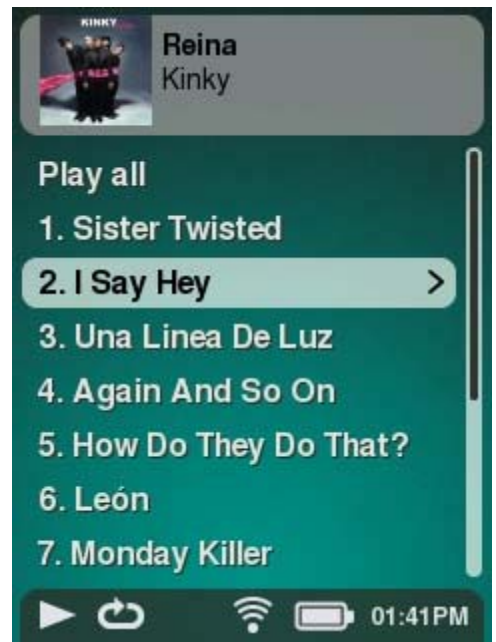 KINKY
Reina
Kinky
Play all
1. Sister Twisted
2. I Say Hey
3. Una Linea De Luz
4. Again And So On
5. How Do They Do That?
6. León
7. Monday Killer
01:41PM